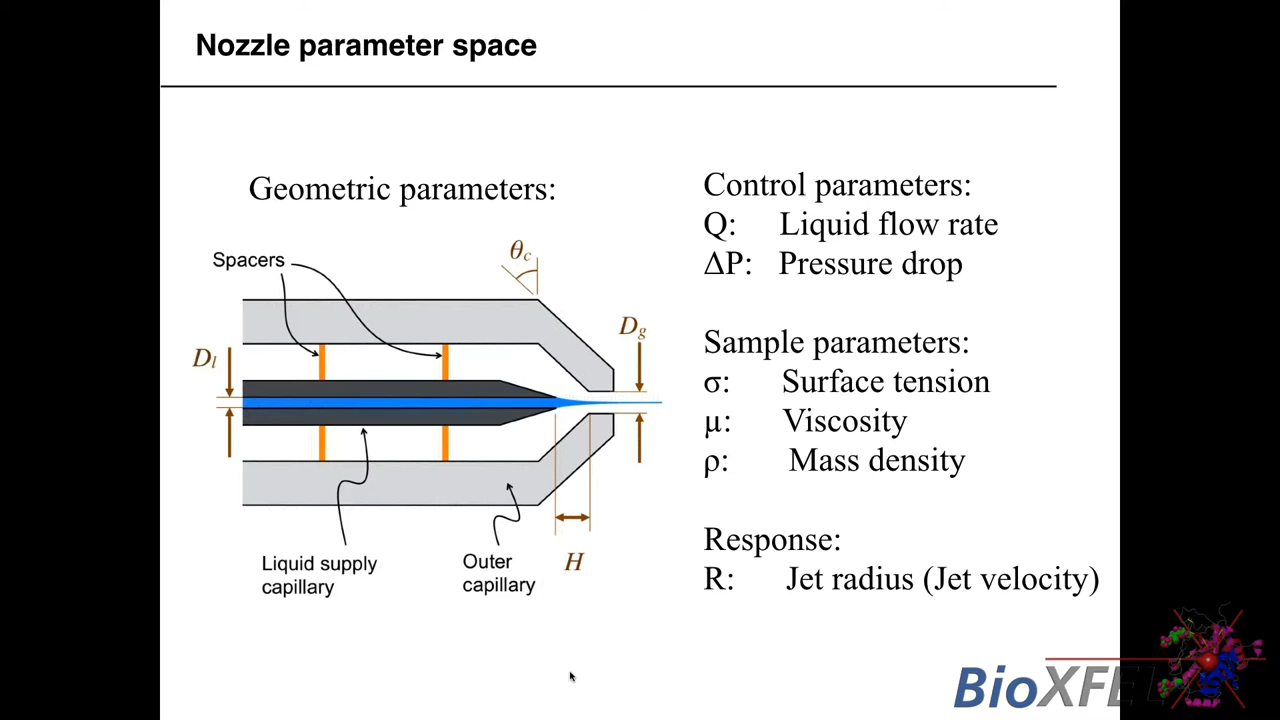 Nozzle parameter space
Geometric parameters:
Spacers
θc
Dg
Dl
Liquid supply
capillary
Outer
capillary
H
Control parameters:
Q: Liquid flow rate
ΔP: Pressure drop
Sample parameters:
σ: Surface tension
μ: Viscosity
ρ: Mass density
Response:
R: Jet radius (Jet velocity)
BioXFEL